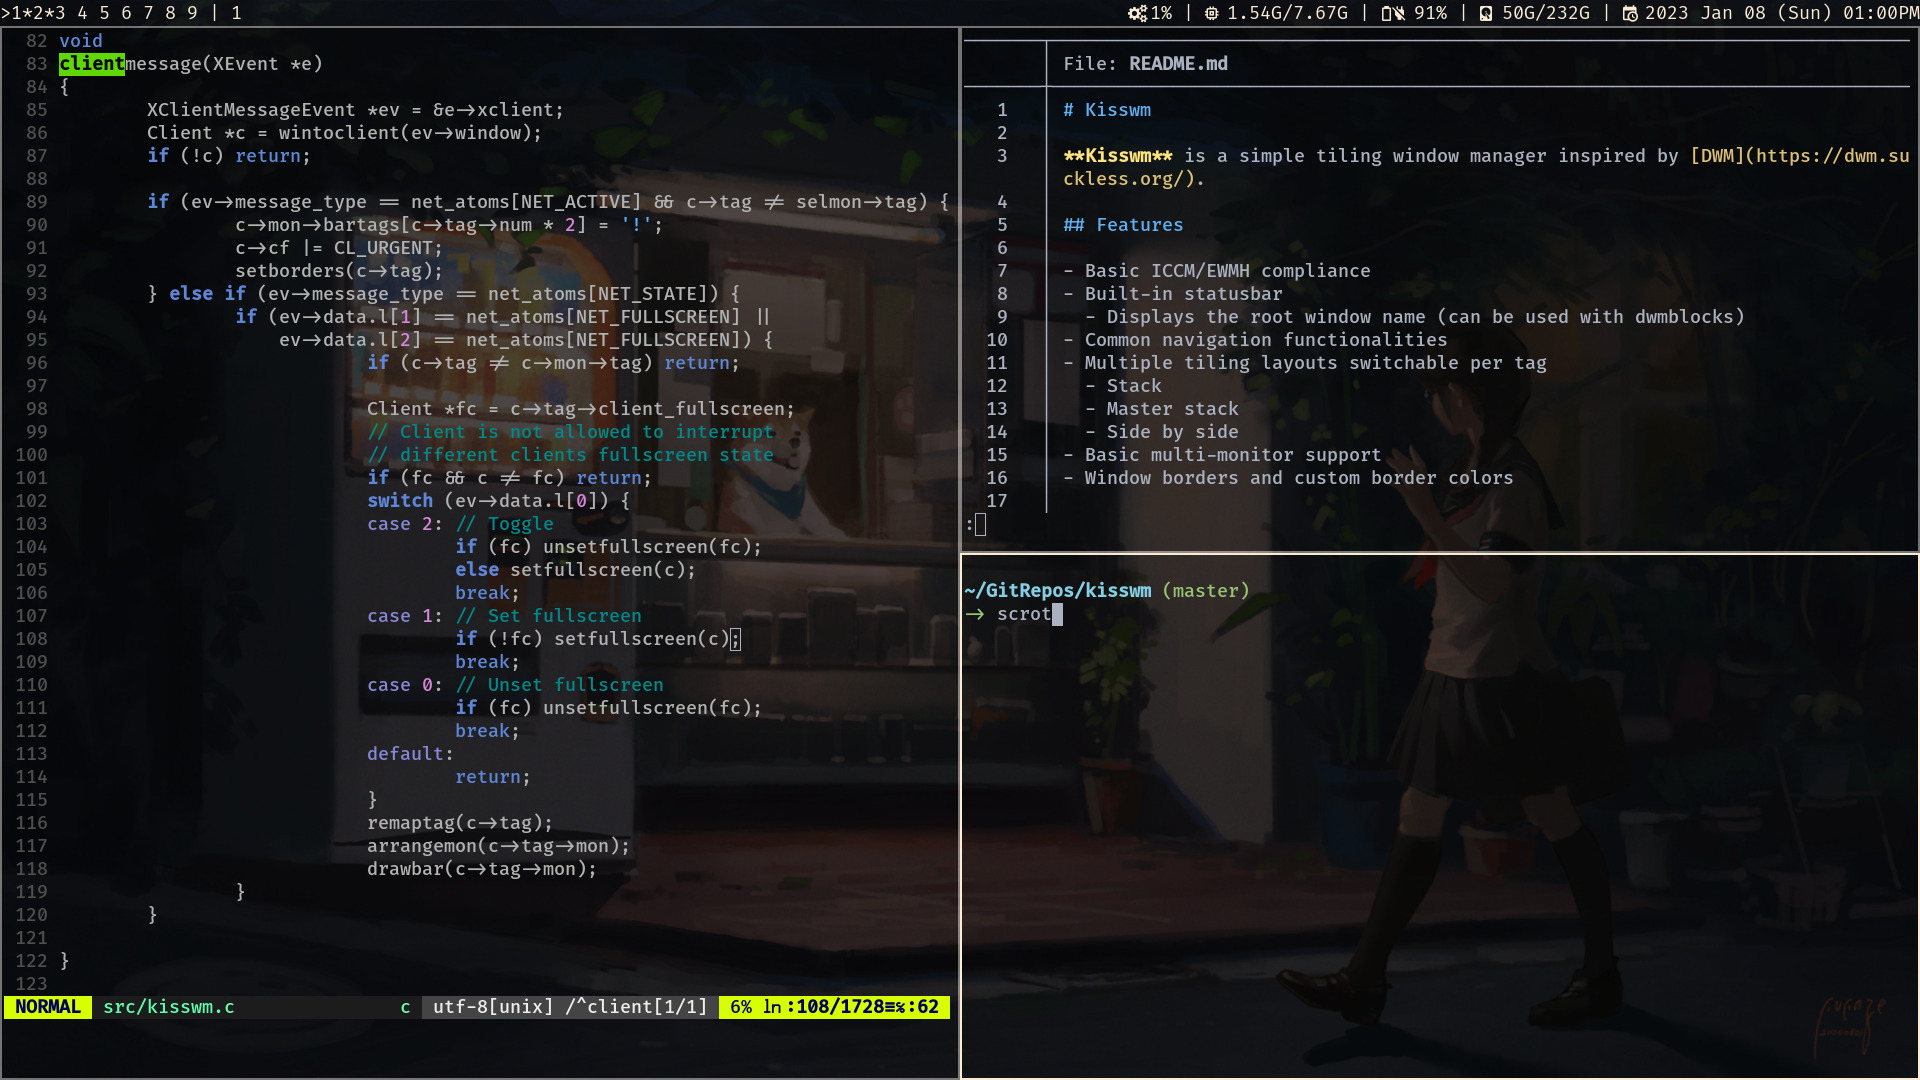 >1*2*3 4 5 6 7 8 9 | 1
1% | 1.54G/7.67G | 91% | 50G/232G | 2023 Jan 08 (Sun) 01:00PM
82 void
83 clientmessage(XEvent *e)
84 {
85         XClientMessageEvent *ev = &e->xclient;
86         Client *c = wintoclient(ev->window);
87         if (!c) return;
88
89         if (ev->message_type == net_atoms[NET_ACTIVE] && c->tag != selmon->tag) {
90                 c->mon->bartags[c->tag->num * 2] = '!';
91                 c->cf |= CL_URGENT;
92                 setborders(c->tag);
93         } else if (ev->message_type == net_atoms[NET_STATE]) {
94                 if (ev->data.l[1] == net_atoms[NET_FULLSCREEN] ||
95                     ev->data.l[2] == net_atoms[NET_FULLSCREEN]) {
96                         if (c->tag != c->mon->tag) return;
97
98                         Client *fc = c->tag->client_fullscreen;
99                         // Client is not allowed to interrupt
100                         // different clients fullscreen state
101                         if (fc && c != fc) return;
102                         switch (ev->data.l[0]) {
103                         case 2: // Toggle
104                                 if (fc) unsetfullscreen(fc);
105                                 else setfullscreen(c);
106                                 break;
107                         case 1: // Set fullscreen
108                                 if (!fc) setfullscreen(c);
109                                 break;
110                         case 0: // Unset fullscreen
111                                 if (fc) unsetfullscreen(fc);
112                                 break;
113                         default:
114                                 return;
115                         }
116                         remaptag(c->tag);
117                         arrangemon(c->tag->mon);
118                         drawbar(c->tag->mon);
119                 }
120         }
121
122 }
123
NORMAL src/kisswm.c c utf-8[unix] /^client[1/1] 6% ln:108/1728≡%:62
File: README.md
1 # Kisswm
2
3 **Kisswm** is a simple tiling window manager inspired by [DWM](https://dwm.su
ckless.org/).
4
5 ## Features
6
7 - Basic ICCM/EWMH compliance
8 - Built-in statusbar
9   - Displays the root window name (can be used with dwmblocks)
10 - Common navigation functionalities
11 - Multiple tiling layouts switchable per tag
12   - Stack
13   - Master stack
14   - Side by side
15 - Basic multi-monitor support
16 - Window borders and custom border colors
17
:
~/GitRepos/kisswm (master)
-> scrot